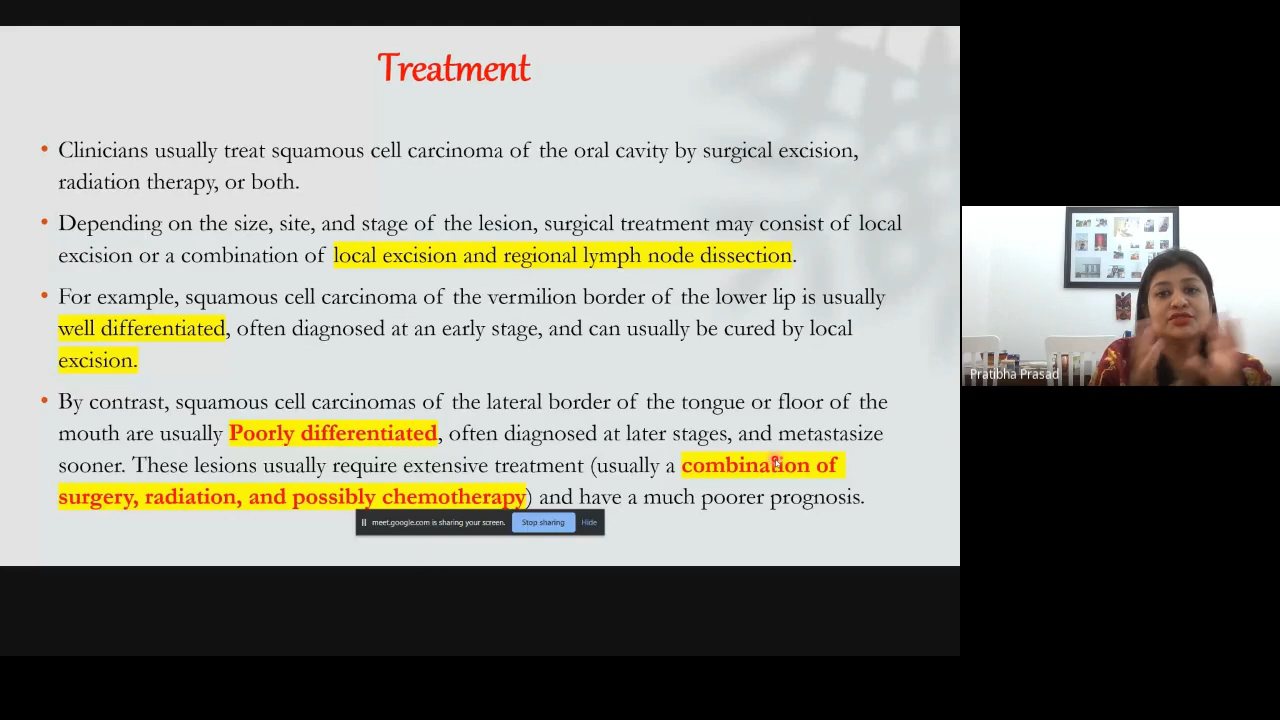 Treatment
• Clinicians usually treat squamous cell carcinoma of the oral cavity by surgical excision,
radiation therapy, or both.
• Depending on the size, site, and stage of the lesion, surgical treatment may consist of local
excision or a combination of local excision and regional lymph node dissection.
• For example, squamous cell carcinoma of the vermilion border of the lower lip is usually
well differentiated, often diagnosed at an early stage, and can usually be cured by local
excision.
• By contrast, squamous cell carcinomas of the lateral border of the tongue or floor of the
mouth are usually Poorly differentiated, often diagnosed at later stages, and metastasize
sooner. These lesions usually require extensive treatment (usually a combination of
surgery, radiation, and possibly chemotherapy) and have a much poorer prognosis.
meet.google.com is sharing your screen. Stop sharing Hide
Pratibha Prasad